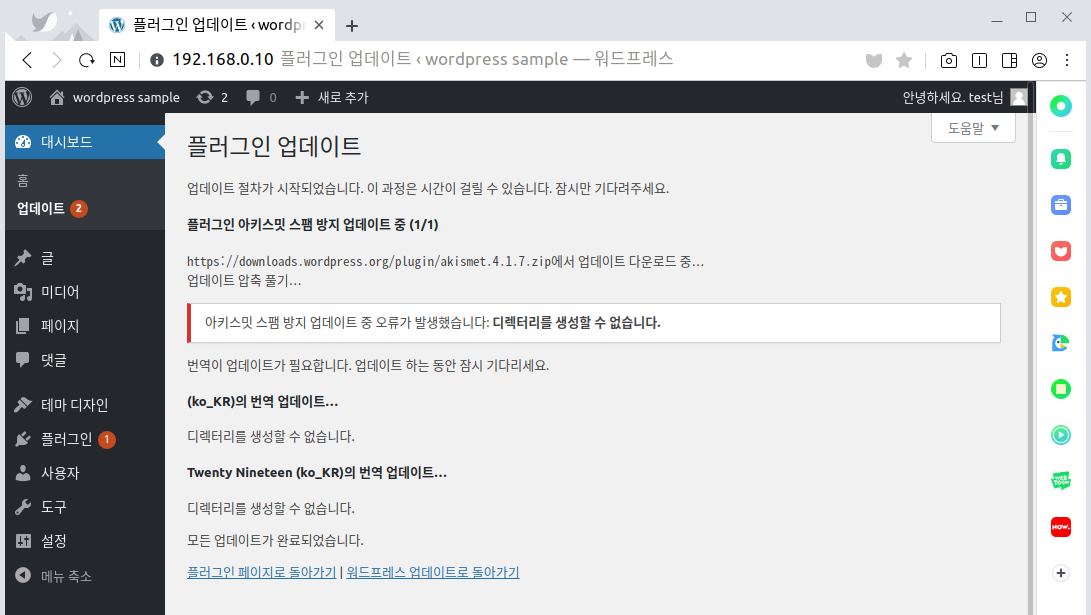 플러그인 업데이트 ‹ wordpr
N
192.168.0.10 플러그인 업데이트 ‹ wordpress sample — 워드프레스
wordpress sample 2 0 새로 추가 안녕하세요. test님
도움말
대시보드
홈
업데이트 2
글
미디어
페이지
댓글
테마 디자인
플러그인 1
사용자
도구
설정
메뉴 축소
플러그인 업데이트
업데이트 절차가 시작되었습니다. 이 과정은 시간이 걸릴 수 있습니다. 잠시만 기다려주세요.
플러그인 아키스밋 스팸 방지 업데이트 중 (1/1)
https://downloads.wordpress.org/plugin/akismet.4.1.7.zip에서 업데이트 다운로드 중…
업데이트 압축 풀기…
아키스밋 스팸 방지 업데이트 중 오류가 발생했습니다: 디렉터리를 생성할 수 없습니다.
번역이 업데이트가 필요합니다. 업데이트 하는 동안 잠시 기다리세요.
(ko_KR)의 번역 업데이트…
디렉터리를 생성할 수 없습니다.
Twenty Nineteen (ko_KR)의 번역 업데이트…
디렉터리를 생성할 수 없습니다.
모든 업데이트가 완료되었습니다.
플러그인 페이지로 돌아가기 | 워드프레스 업데이트로 돌아가기
WEB
TOON
NOW.